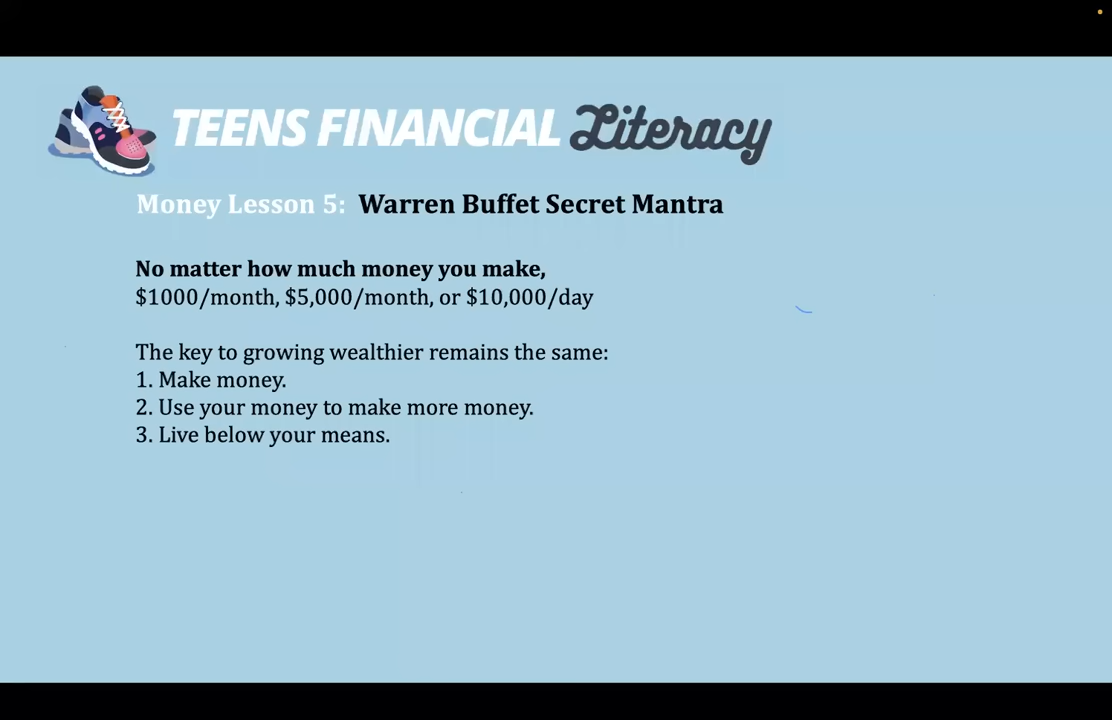 TEENS FINANCIAL Literacy
Money Lesson 5: Warren Buffet Secret Mantra
No matter how much money you make,
$1000/month, $5,000/month, or $10,000/day
The key to growing wealthier remains the same:
1. Make money.
2. Use your money to make more money.
3. Live below your means.